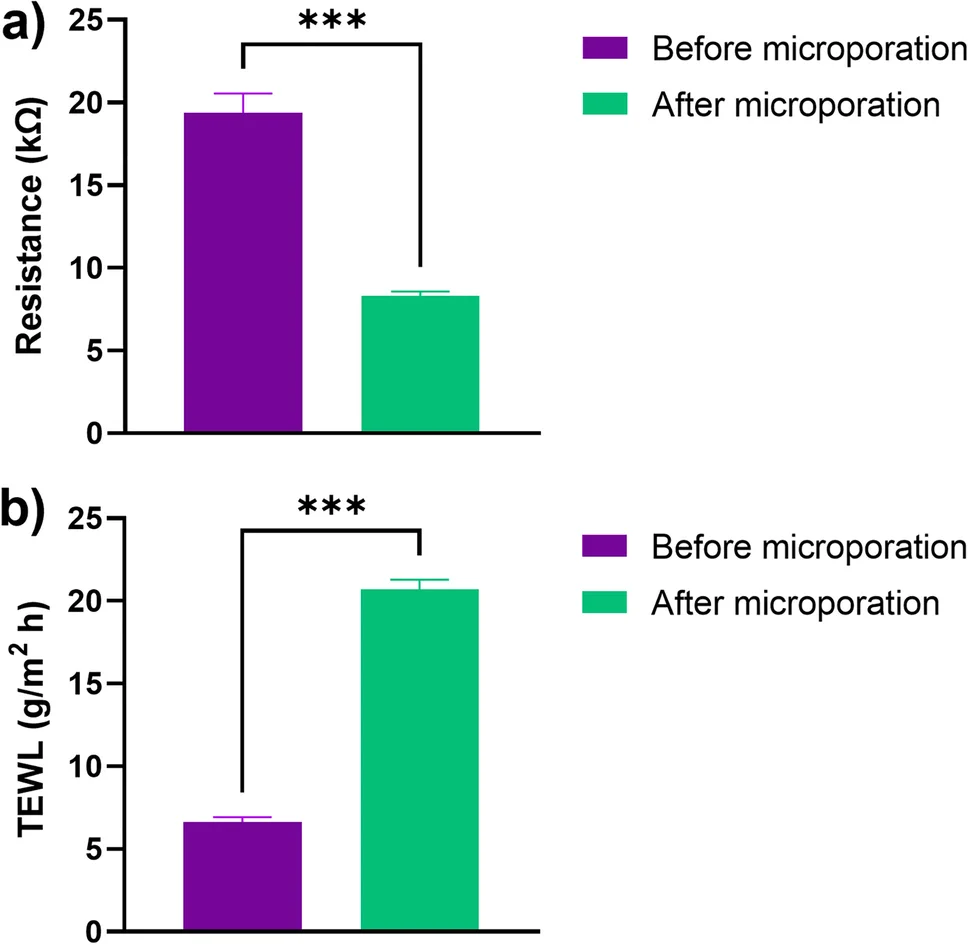 a)
***
Before microporation
After microporation
Resistance (kΩ)
25
20
15
10
5
0
b)
***
Before microporation
After microporation
TEWL (g/m² h)
25
20
15
10
5
0